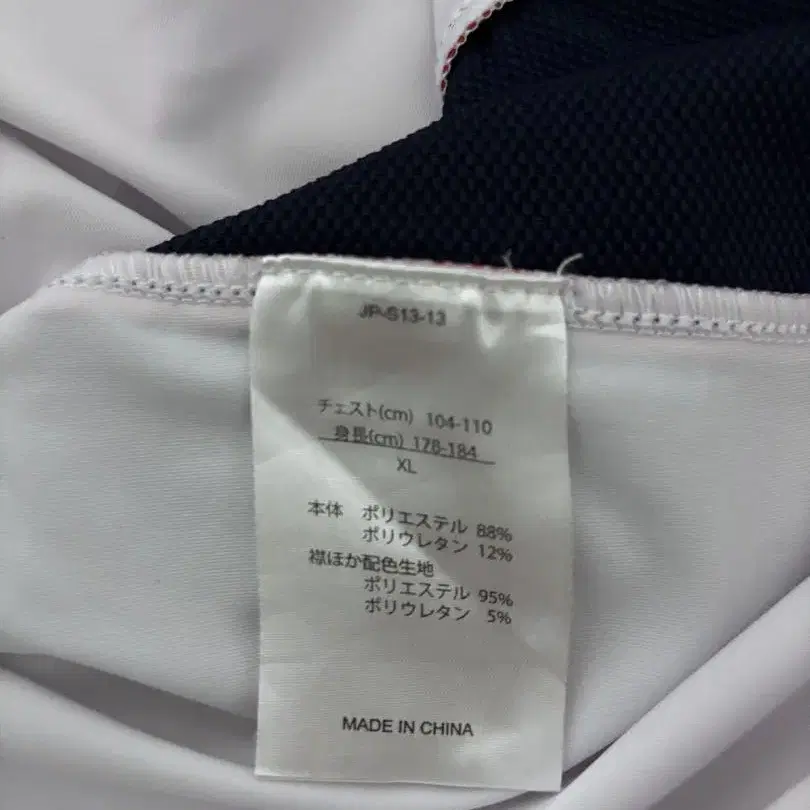 JP-S13-13
チェスト(cm) 104-110
身長(cm) 178-184
XL
本体 ポリエステル 88%
ポリウレタン 12%
襟ほか配色生地
ポリエステル 95%
ポリウレタン 5%
MADE IN CHINA